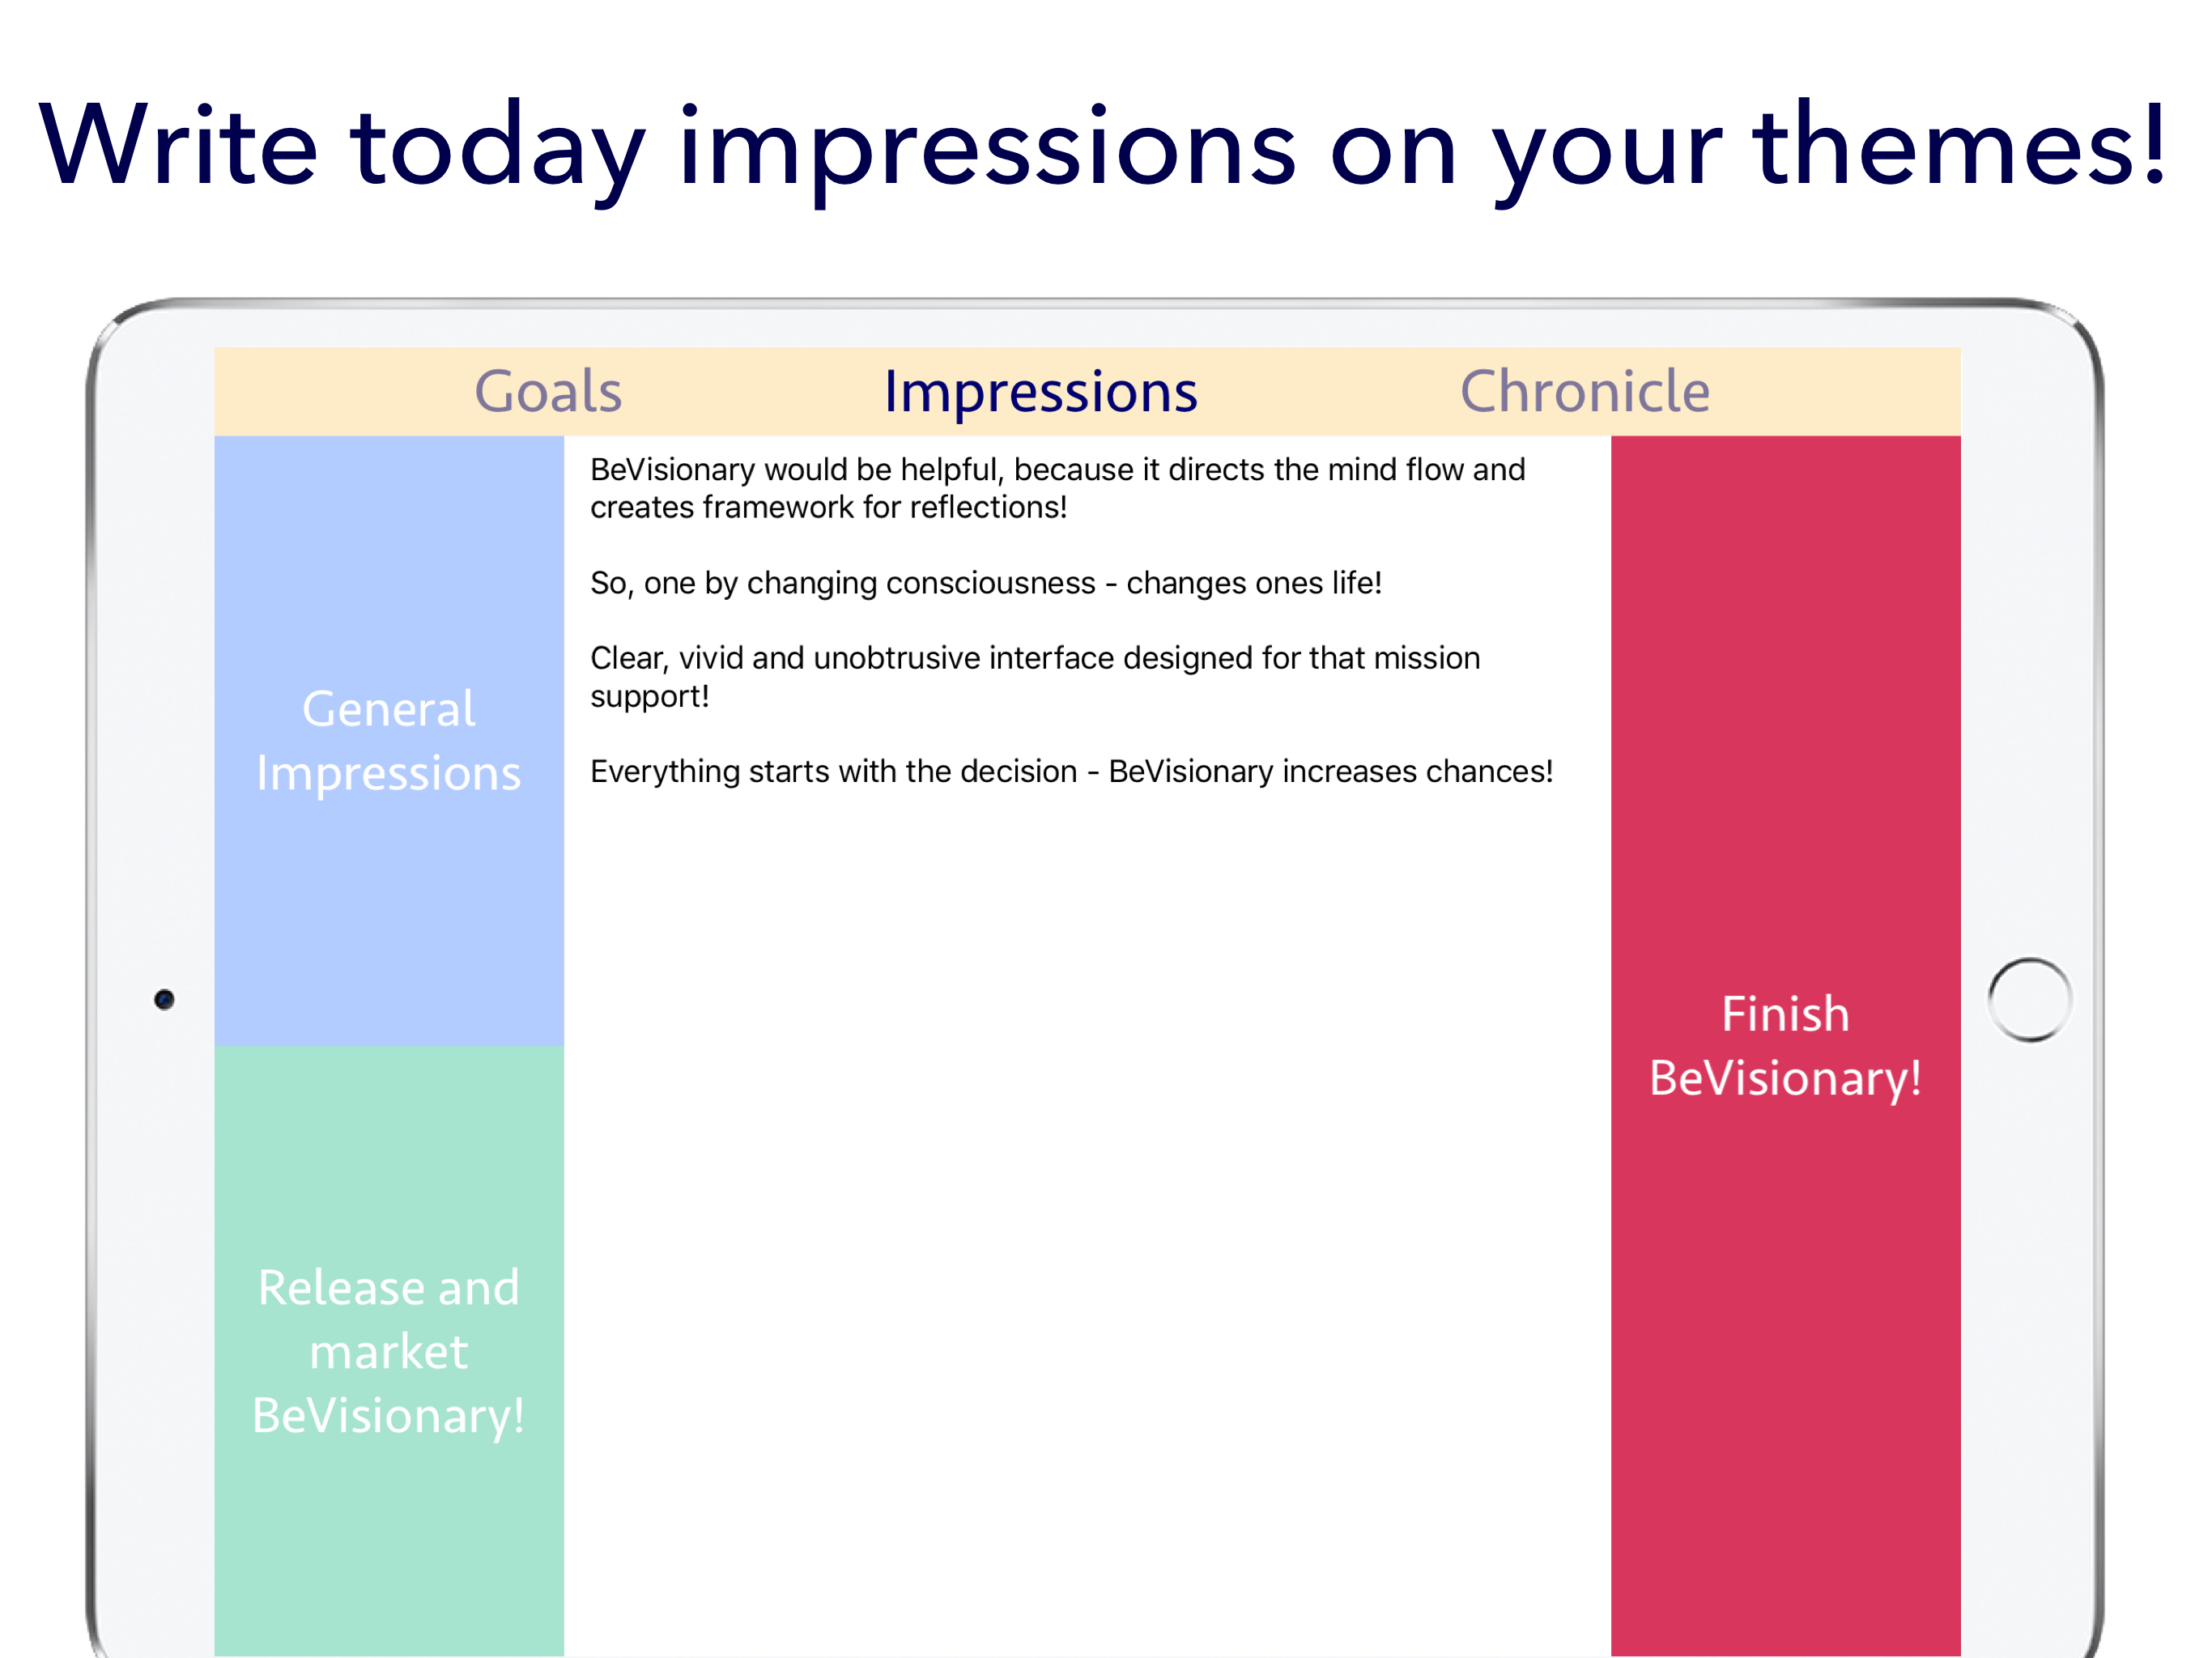 Write today impressions on your themes!
Goals Impressions Chronicle
General
Impressions
Release and
market
BeVisionary!
BeVisionary would be helpful, because it directs the mind flow and
creates framework for reflections!
So, one by changing consciousness - changes ones life!
Clear, vivid and unobtrusive interface designed for that mission
support!
Everything starts with the decision - BeVisionary increases chances!
Finish
BeVisionary!